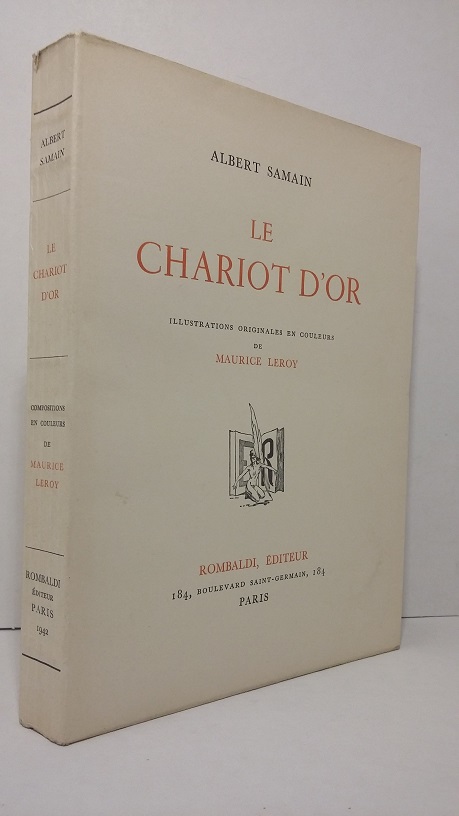 ALBERT
SAMAIN
LE
CHARIOT
D'OR
COMPOSITIONS
EN COULEURS
DE
MAURICE
LEROY
ROMBALDI
ÉDITEUR
PARIS
1942
ALBERT SAMAIN
LE
CHARIOT D'OR
ILLUSTRATIONS ORIGINALES EN COULEURS
DE
MAURICE LEROY
ROMBALDI, ÉDITEUR
184, BOULEVARD SAINT-GERMAIN, 184
PARIS